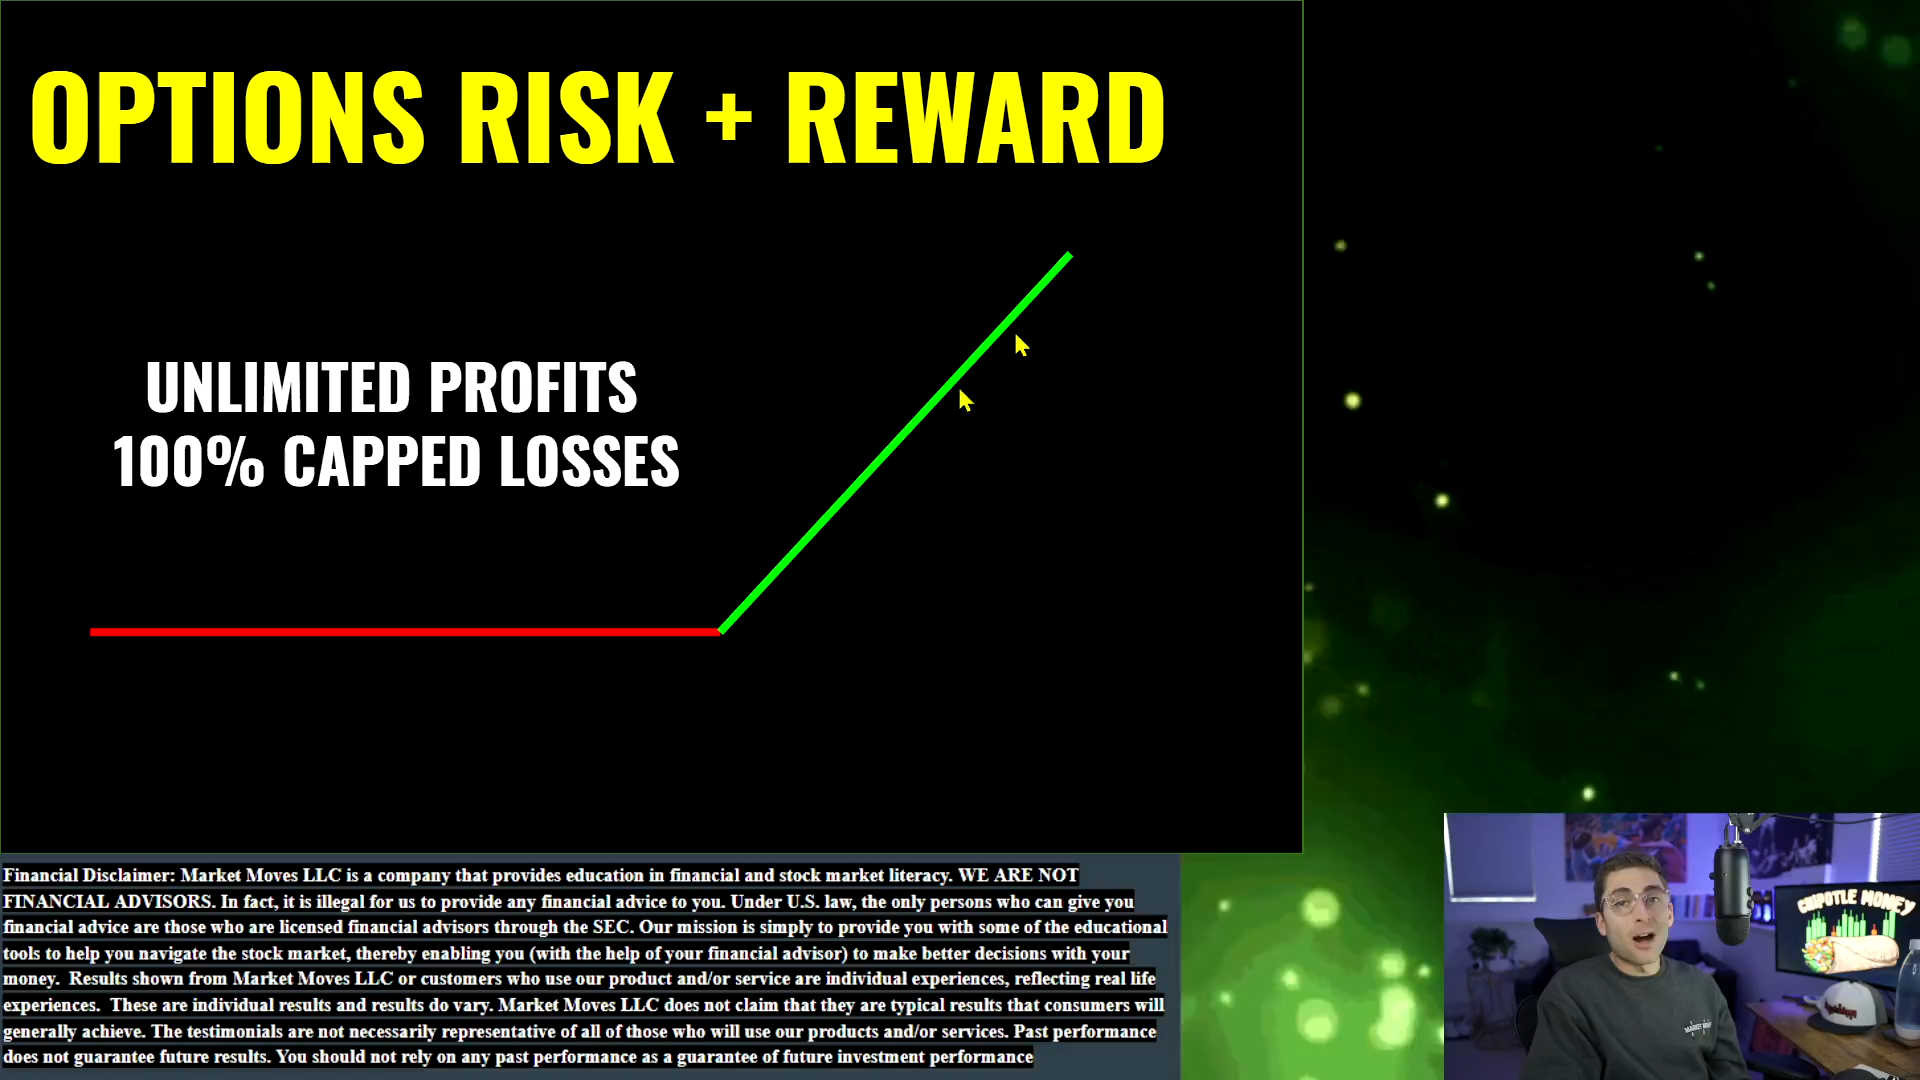 OPTIONS RISK + REWARD
UNLIMITED PROFITS
100% CAPPED LOSSES
Financial Disclaimer: Market Moves LLC is a company that provides education in financial and stock market literacy. WE ARE NOT
FINANCIAL ADVISORS. In fact, it is illegal for us to provide any financial advice to you. Under U.S. law, the only persons who can give you
financial advice are those who are licensed financial advisors through the SEC. Our mission is simply to provide you with some of the educational
tools to help you navigate the stock market, thereby enabling you (with the help of your financial advisor) to make better decisions with your
money.  Results shown from Market Moves LLC or customers who use our product and/or service are individual experiences, reflecting real life
experiences.  These are individual results and results do vary. Market Moves LLC does not claim that they are typical results that consumers will
generally achieve. The testimonials are not necessarily representative of all of those who will use our products and/or services. Past performance
does not guarantee future results. You should not rely on any past performance as a guarantee of future investment performance
CHIPOTLE MONEY